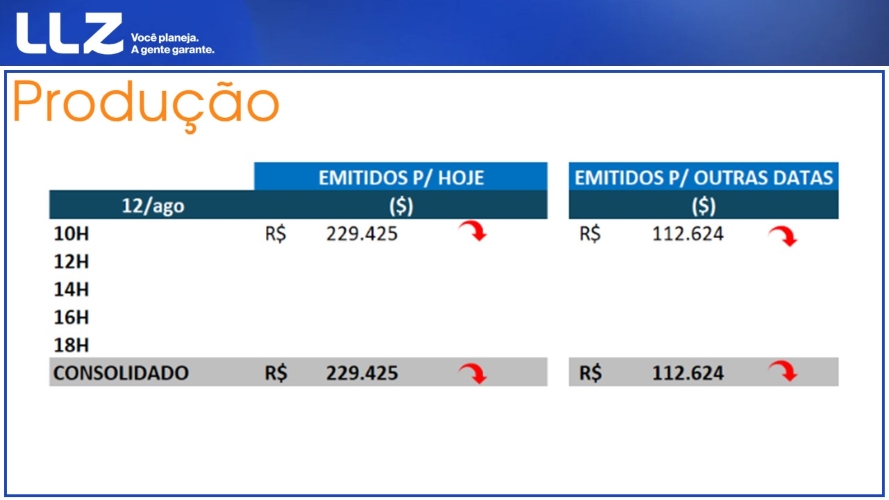 LLZ Você planeja.
A gente garante.
Produção
EMITIDOS P/ HOJE EMITIDOS P/ OUTRAS DATAS
12/ago ($) ($)
10H R$ 229.425 R$ 112.624
12H
14H
16H
18H
CONSOLIDADO R$ 229.425 R$ 112.624